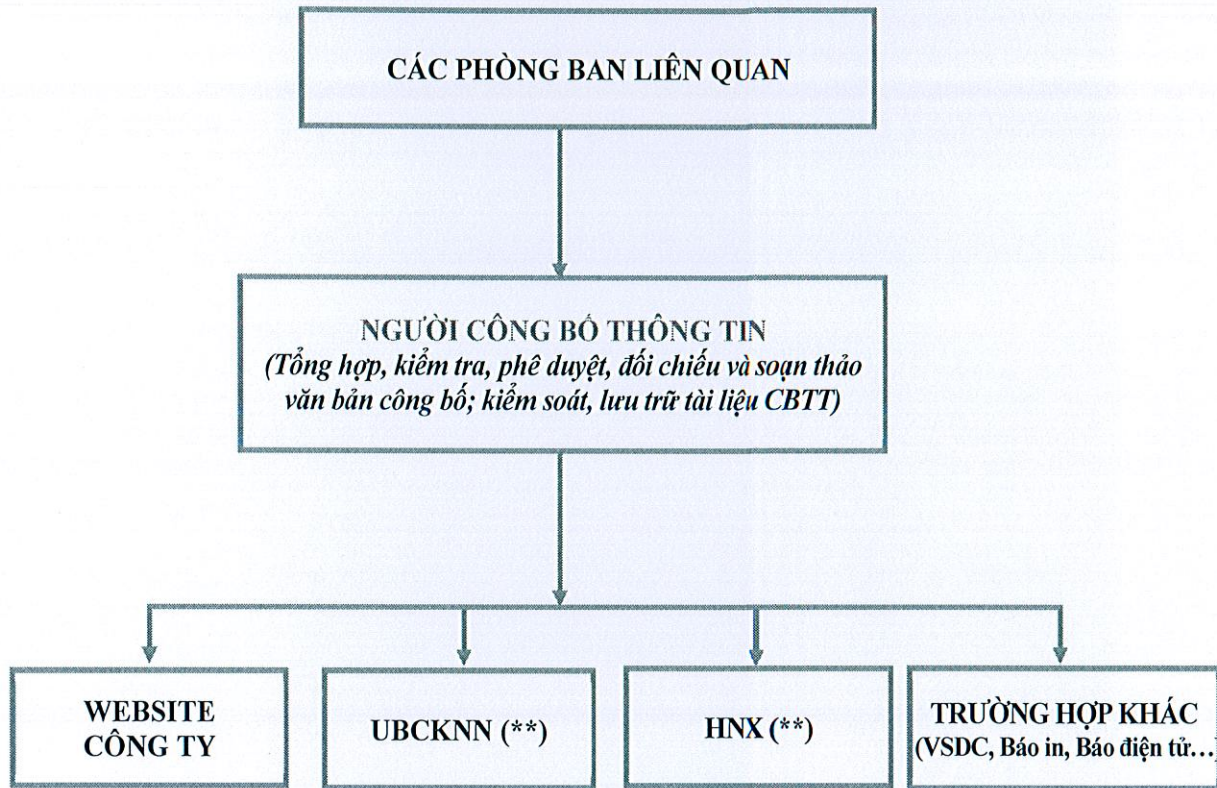 CÁC PHÒNG BAN LIÊN QUAN
NGƯỜI CÔNG BỐ THÔNG TIN
(Tổng hợp, kiểm tra, phê duyệt, đối chiếu và soạn thảo
văn bản công bố; kiểm soát, lưu trữ tài liệu CBTT)
WEBSITE
CÔNG TY
UBCKNN (**)
HNX (**)
TRƯỜNG HỢP KHÁC
(VSDC, Báo in, Báo điện tử…)